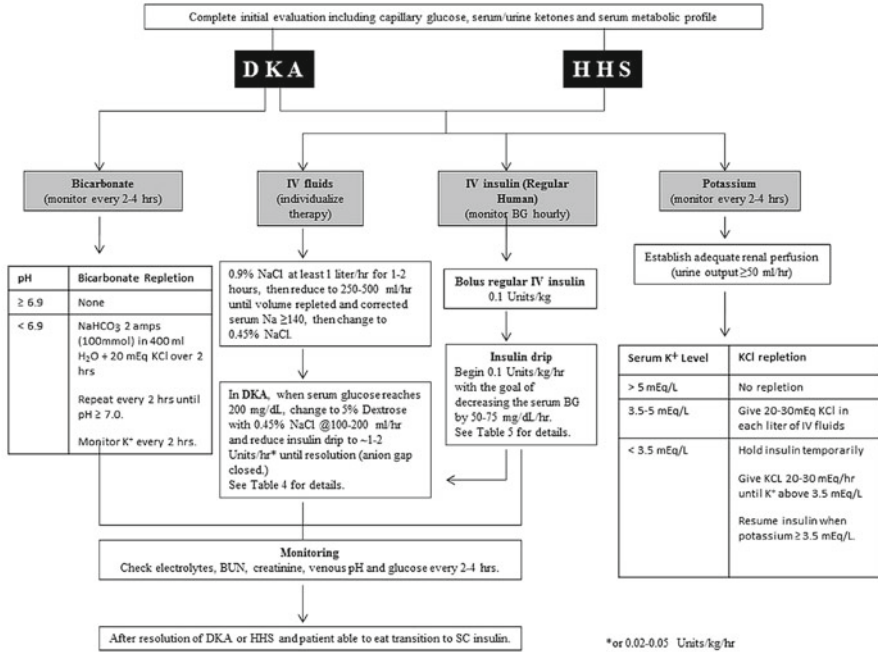 Complete initial evaluation including capillary glucose, serum/urine ketones and serum metabolic profile
DKA
HHS
Bicarbonate
(monitor every 2-4 hrs)
IV fluids
(individualize
therapy)
IV insulin (Regular
Human)
(monitor BG hourly)
Potassium
(monitor every 2-4 hrs)
pH
Bicarbonate Repletion
≥ 6.9
None
< 6.9
NaHCO3 2 amps
(100mmol) in 400 ml
H2O + 20 mEq KCl over 2
hrs
Repeat every 2 hrs until
pH ≥ 7.0.
Monitor K+ every 2 hrs.
0.9% NaCl at least 1 liter/hr for 1-2
hours, then reduce to 250-500 ml/hr
until volume repleted and corrected
serum Na ≥140, then change to
0.45% NaCl.
In DKA, when serum glucose reaches
200 mg/dL, change to 5% Dextrose
with 0.45% NaCl @100-200 ml/hr
and reduce insulin drip to ~1-2
Units/hr* until resolution (anion gap
closed.)
See Table 4 for details.
Bolus regular IV insulin
0.1 Units/kg
Insulin drip
Begin 0.1 Units/kg/hr
with the goal of
decreasing the serum BG
by 50-75 mg/dL/hr.
See Table 5 for details.
Establish adequate renal perfusion
(urine output ≥50 ml/hr)
Serum K+ Level
KCl repletion
> 5 mEq/L
No repletion
3.5-5 mEq/L
Give 20-30mEq KCl in
each liter of IV fluids
< 3.5 mEq/L
Hold insulin temporarily
Give KCL 20-30 mEq/hr
until K+ above 3.5 mEq/L
Resume insulin when
potassium ≥ 3.5 mEq/L.
Monitoring
Check electrolytes, BUN, creatinine, venous pH and glucose every 2-4 hrs.
After resolution of DKA or HHS and patient able to eat transition to SC insulin.
*or 0.02-0.05 Units/kg/hr